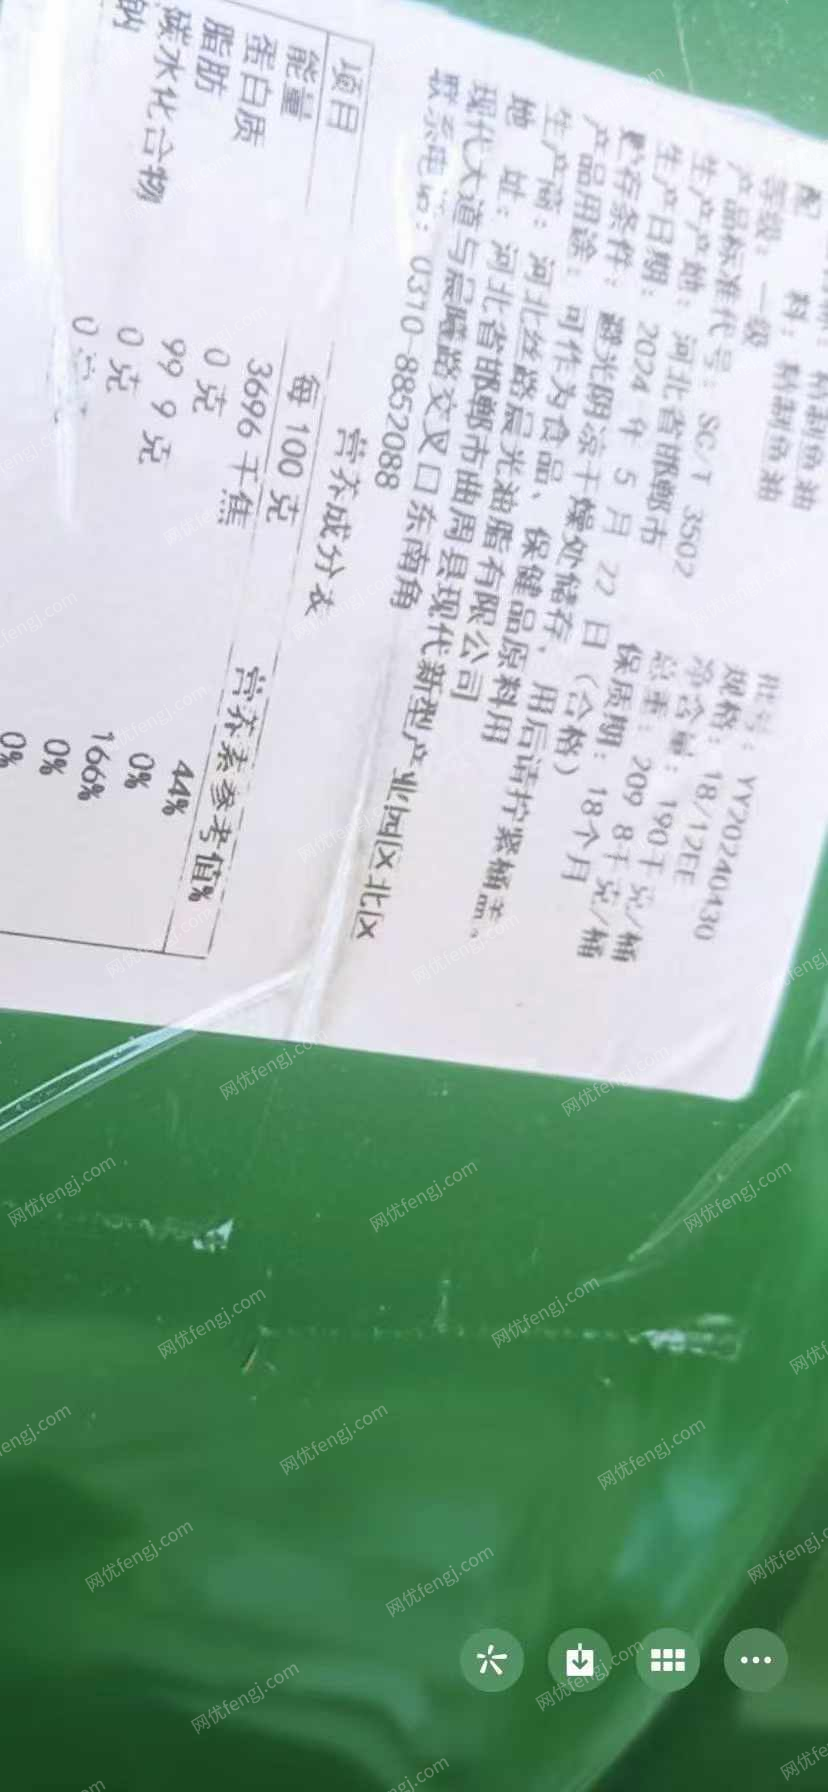 精制鱼油
配 料：精制鱼油 批号：YY20240430
等级：一级 规格：18/12EE
产品标准代号：SC/T 3502 净含量：190千克/桶
生产产地：河北省邯郸市 总重：209.8千克/桶
生产日期：2024 年 5 月 22 日（合格） 保质期：18个月
贮存条件：避光阴凉干燥处储存，用后请拧紧桶盖。
产品用途：可作为食品、保健品原料用
生产商：河北丝路晨光油脂有限公司
地 址：河北省邯郸市曲周县现代新型产业园区北区
现代大道与晨曦路交叉口东南角
联系电话：0310-8852088
营养成分表
项目 每 100 克 营养素参考值%
能量 3696 千焦 44%
蛋白质 0 克 0%
脂肪 99.9 克 166%
碳水化合物 0 克 0%
钠 0 0%